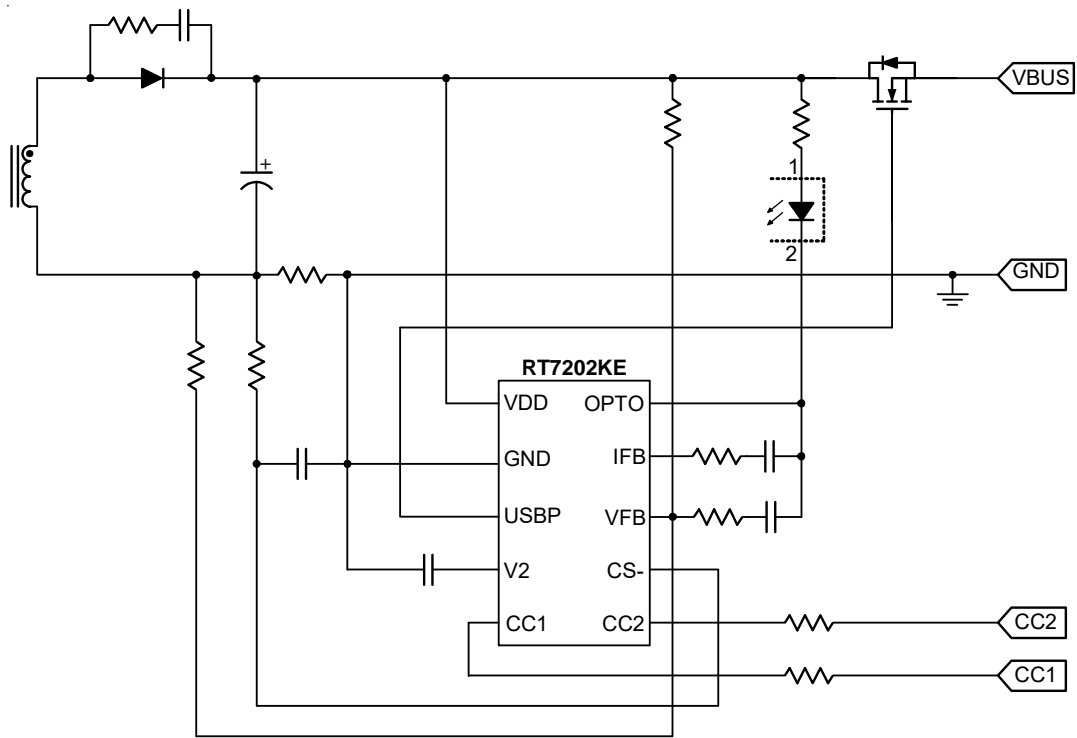 VBUS
+
1
2
GND
RT7202KE
VDD
OPTO
GND
IFB
USBP
VFB
V2
CS-
CC1
CC2
CC2
CC1